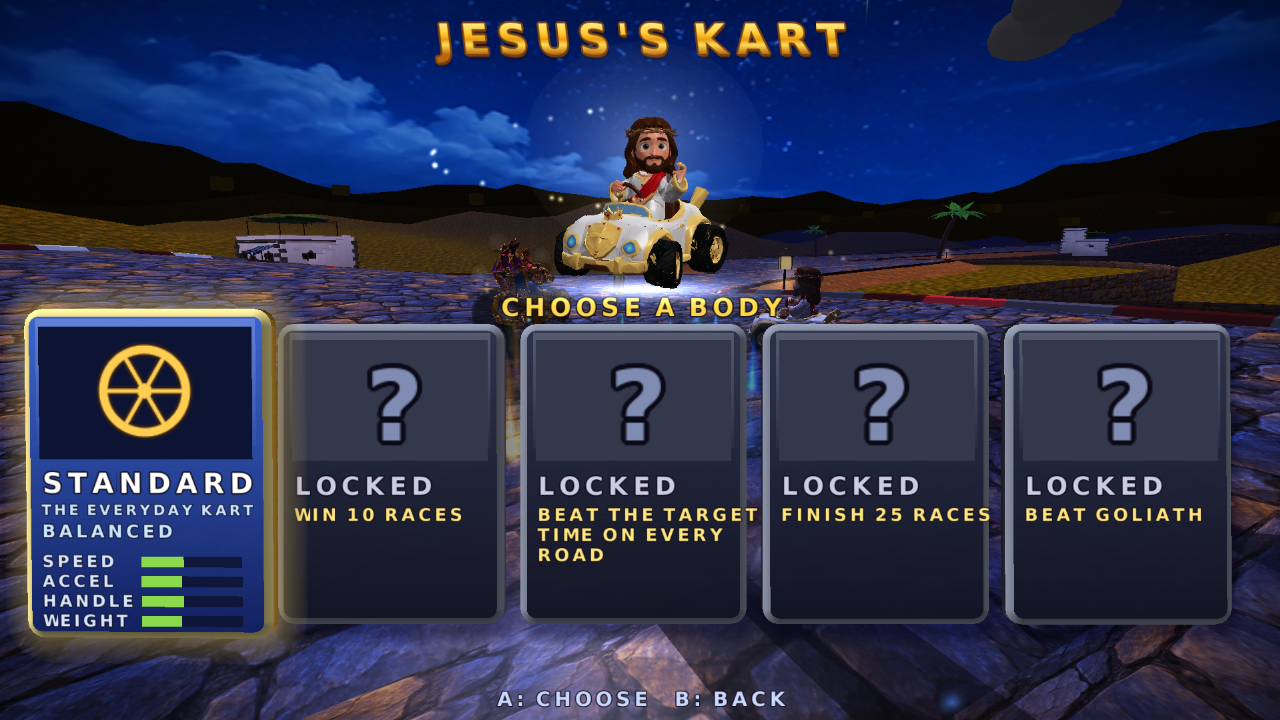 JESUS'S KART
CHOOSE A BODY
STANDARD
THE EVERYDAY KART
BALANCED
SPEED
ACCEL
HANDLE
WEIGHT
?
LOCKED
WIN 10 RACES
?
LOCKED
BEAT THE TARGET
TIME ON EVERY
ROAD
?
LOCKED
FINISH 25 RACES
?
LOCKED
BEAT GOLIATH
A: CHOOSE B: BACK